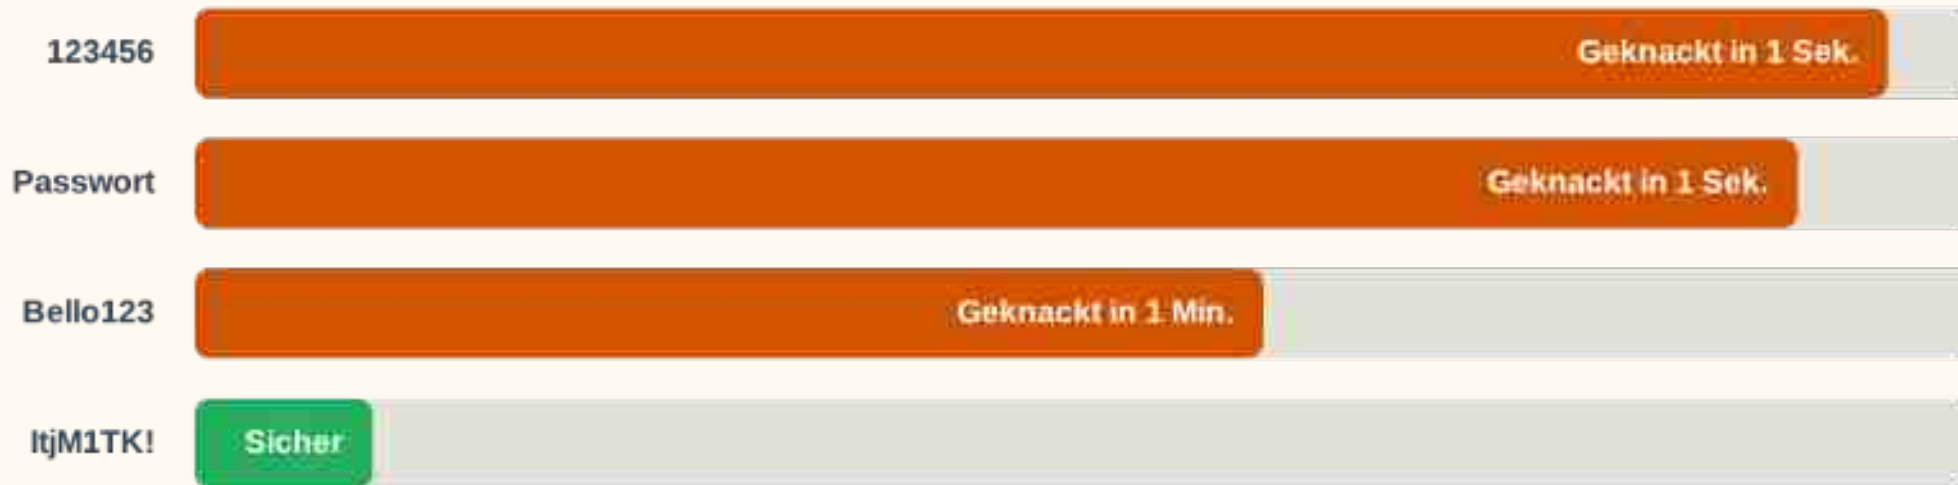 123456 Geknackt in 1 Sek.
Passwort Geknackt in 1 Sek.
Bello123 Geknackt in 1 Min.
ItjM1TK! Sicher